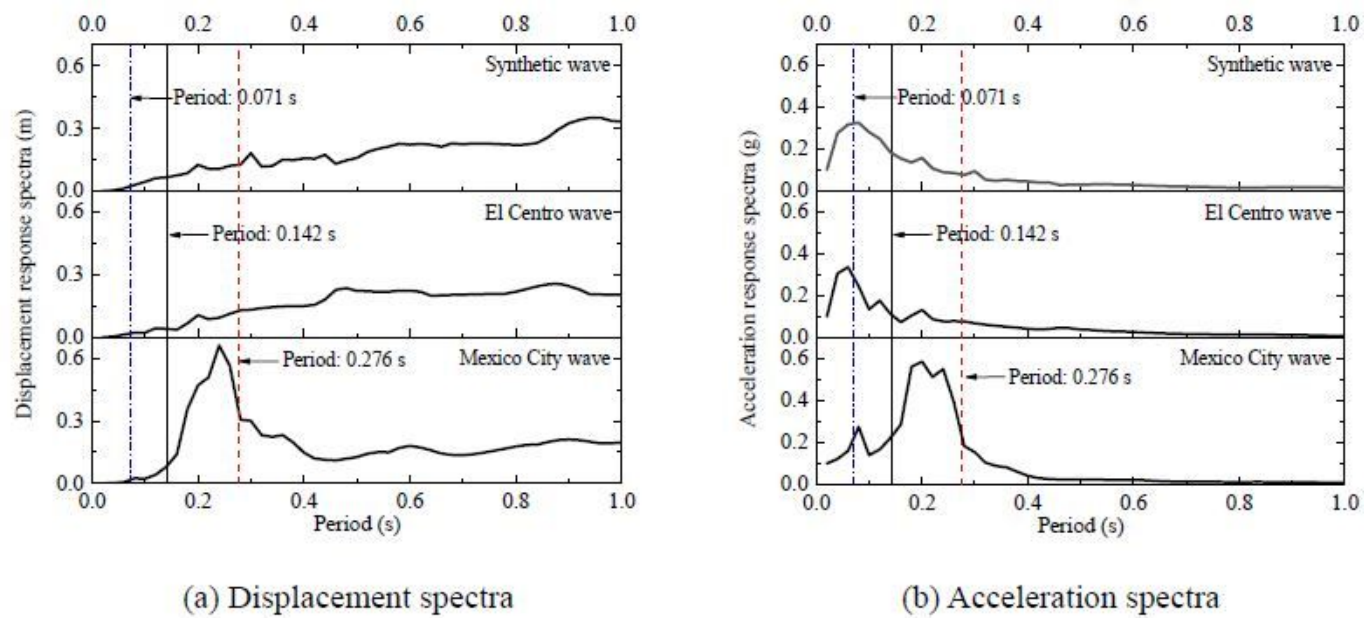 0.0 0.2 0.4 0.6 0.8 1.0
0.6
0.3
0.0
Synthetic wave
Period: 0.071 s
0.6
0.3
0.0
El Centro wave
Period: 0.142 s
0.6
0.3
0.0
Mexico City wave
Period: 0.276 s
0.0 0.2 0.4 0.6 0.8 1.0
Period (s)
Displacement response spectra (m)
(a) Displacement spectra
0.0 0.2 0.4 0.6 0.8 1.0
0.6
0.4
0.2
0.0
Synthetic wave
Period: 0.071 s
0.6
0.4
0.2
0.0
El Centro wave
Period: 0.142 s
0.6
0.4
0.2
0.0
Mexico City wave
Period: 0.276 s
0.0 0.2 0.4 0.6 0.8 1.0
Period (s)
Acceleration response spectra (g)
(b) Acceleration spectra